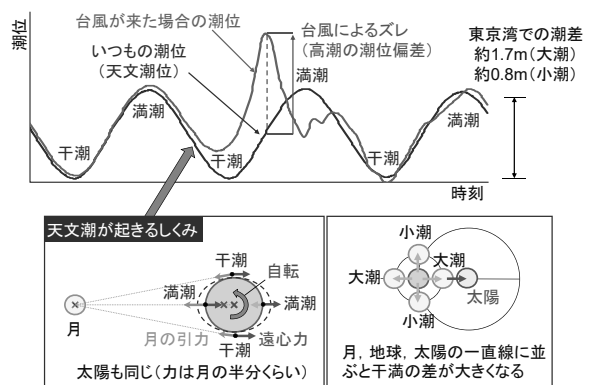 潮位
台風が来た場合の潮位
いつもの潮位
(天文潮位)
台風によるズレ
(高潮の潮位偏差)
満潮
東京湾での潮差
約1.7m(大潮)
約0.8m(小潮)
満潮
満潮
干潮
干潮
干潮
時刻
天文潮が起きるしくみ
干潮
自転
満潮
満潮
月
月の引力
干潮
遠心力
太陽も同じ(力は月の半分くらい)
小潮
大潮
大潮
太陽
小潮
月,地球,太陽の一直線に並
ぶと干満の差が大きくなる